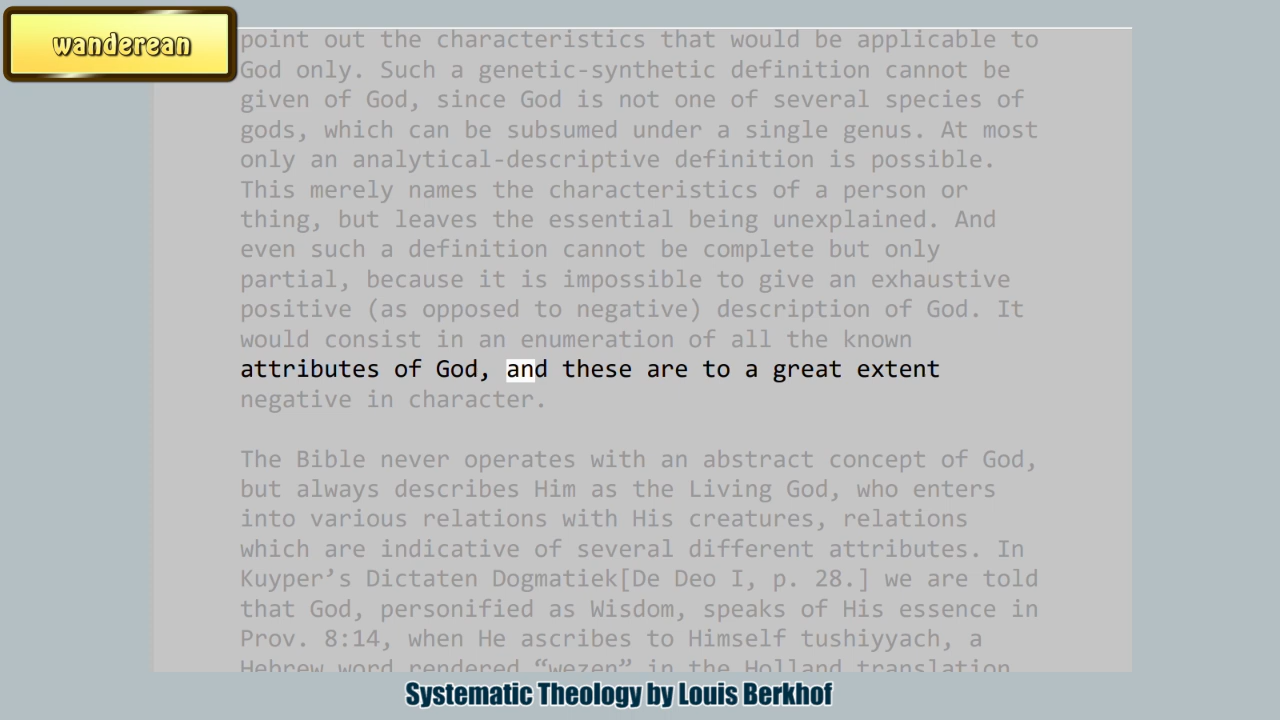 wanderean
point out the characteristics that would be applicable to
God only. Such a genetic-synthetic definition cannot be
given of God, since God is not one of several species of
gods, which can be subsumed under a single genus. At most
only an analytical-descriptive definition is possible.
This merely names the characteristics of a person or
thing, but leaves the essential being unexplained. And
even such a definition cannot be complete but only
partial, because it is impossible to give an exhaustive
positive (as opposed to negative) description of God. It
would consist in an enumeration of all the known
attributes of God, and these are to a great extent
negative in character.
The Bible never operates with an abstract concept of God,
but always describes Him as the Living God, who enters
into various relations with His creatures, relations
which are indicative of several different attributes. In
Kuyper’s Dictaten Dogmatiek[De Deo I, p. 28.] we are told
that God, personified as Wisdom, speaks of His essence in
Prov. 8:14, when He ascribes to Himself tushiyyach, a
Hebrew word rendered “wezen” in the Holland translation
Systematic Theology by Louis Berkhof